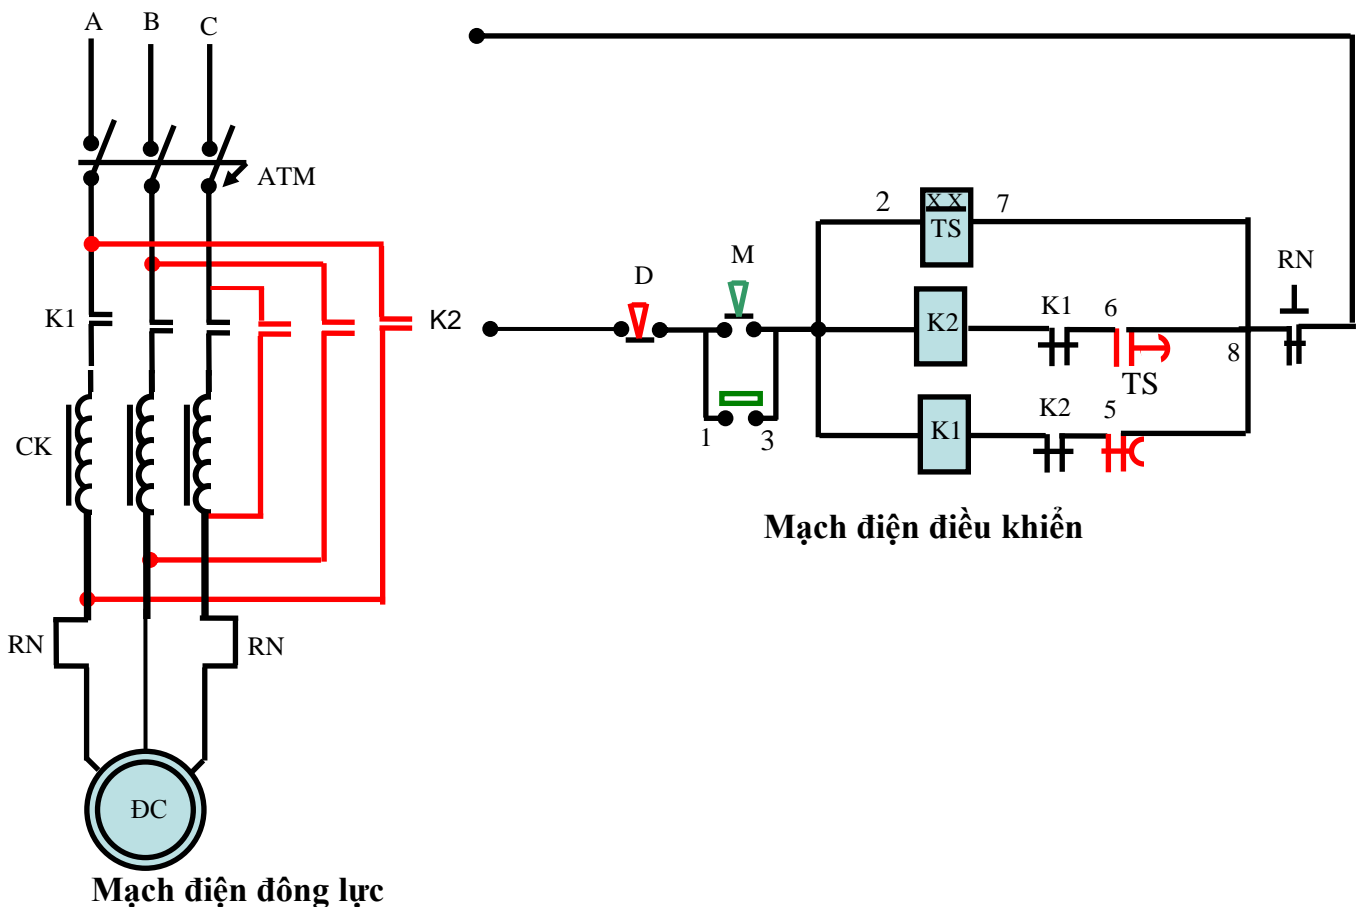 A
B
C
ATM
K1
K2
CK
RN
RN
ĐC
Mạch điện đông lực
2
X X
TS
7
D
M
K2
K1
6
TS
RN
8
1
3
K1
K2
5
Mạch điện điều khiển